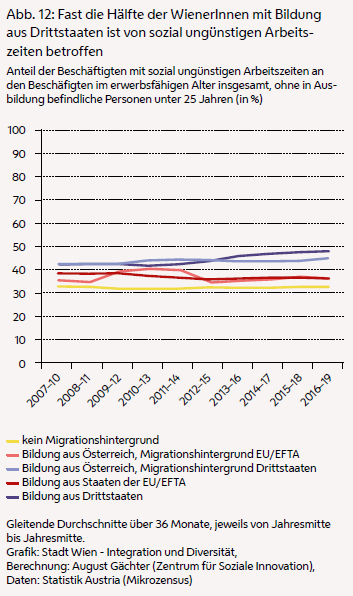 Abb. 12: Fast die Hälfte der WienerInnen mit Bildung
aus Drittstaaten ist von sozial ungünstigen Arbeits-
zeiten betroffen
Anteil der Beschäftigten mit sozial ungünstigen Arbeitszeiten an
den Beschäfigten im erwerbsfähigen Alter insgesamt, ohne in Aus-
bildung befindliche Personen unter 25 Jahren (in %)
100
90
80
70
60
50
40
30
20
10
0
2007–10
2008–11
2009–12
2010–13
2011–14
2012–15
2013–16
2014–17
2015–18
2016–19
kein Migrationshintergrund
Bildung aus Österreich, Migrationshintergrund EU/EFTA
Bildung aus Österreich, Migrationshintergrund Drittstaaten
Bildung aus Staaten der EU/EFTA
Bildung aus Drittstaaten
Gleitende Durchschnitte über 36 Monate, jeweils von Jahresmitte
bis Jahresmitte.
Grafik: Stadt Wien - Integration und Diversität,
Berechnung: August Gächter (Zentrum für Soziale Innovation),
Daten: Statistik Austria (Mikrozensus)